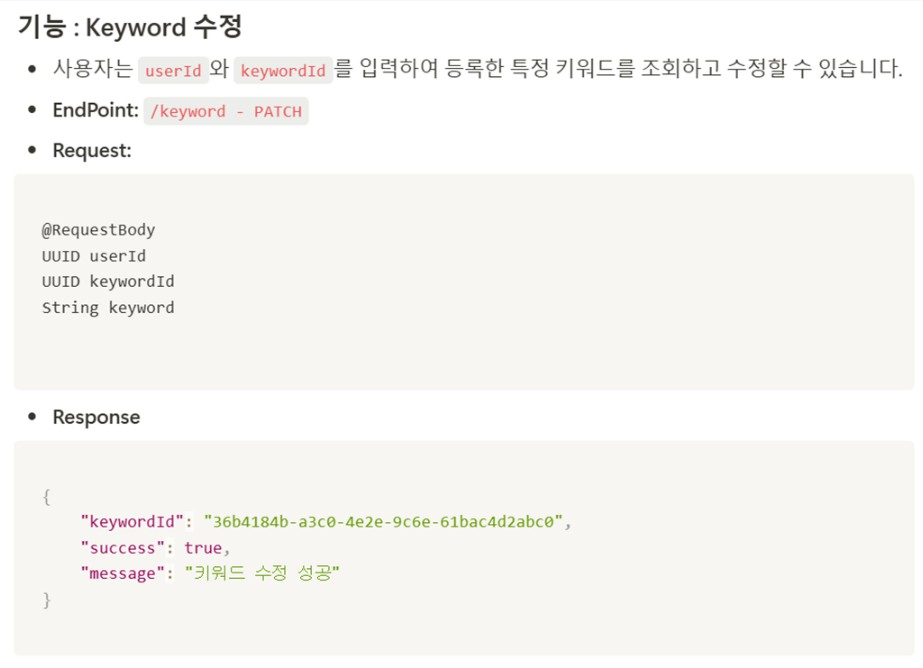 기능 : Keyword 수정
• 사용자는 userId 와 keywordId 를 입력하여 등록한 특정 키워드를 조회하고 수정할 수 있습니다.
• EndPoint: /keyword - PATCH
• Request:
@RequestBody
UUID userId
UUID keywordId
String keyword
• Response
{
    "keywordId": "36b4184b-a3c0-4e2e-9c6e-61bac4d2abc0",
    "success": true,
    "message": "키워드 수정 성공"
}